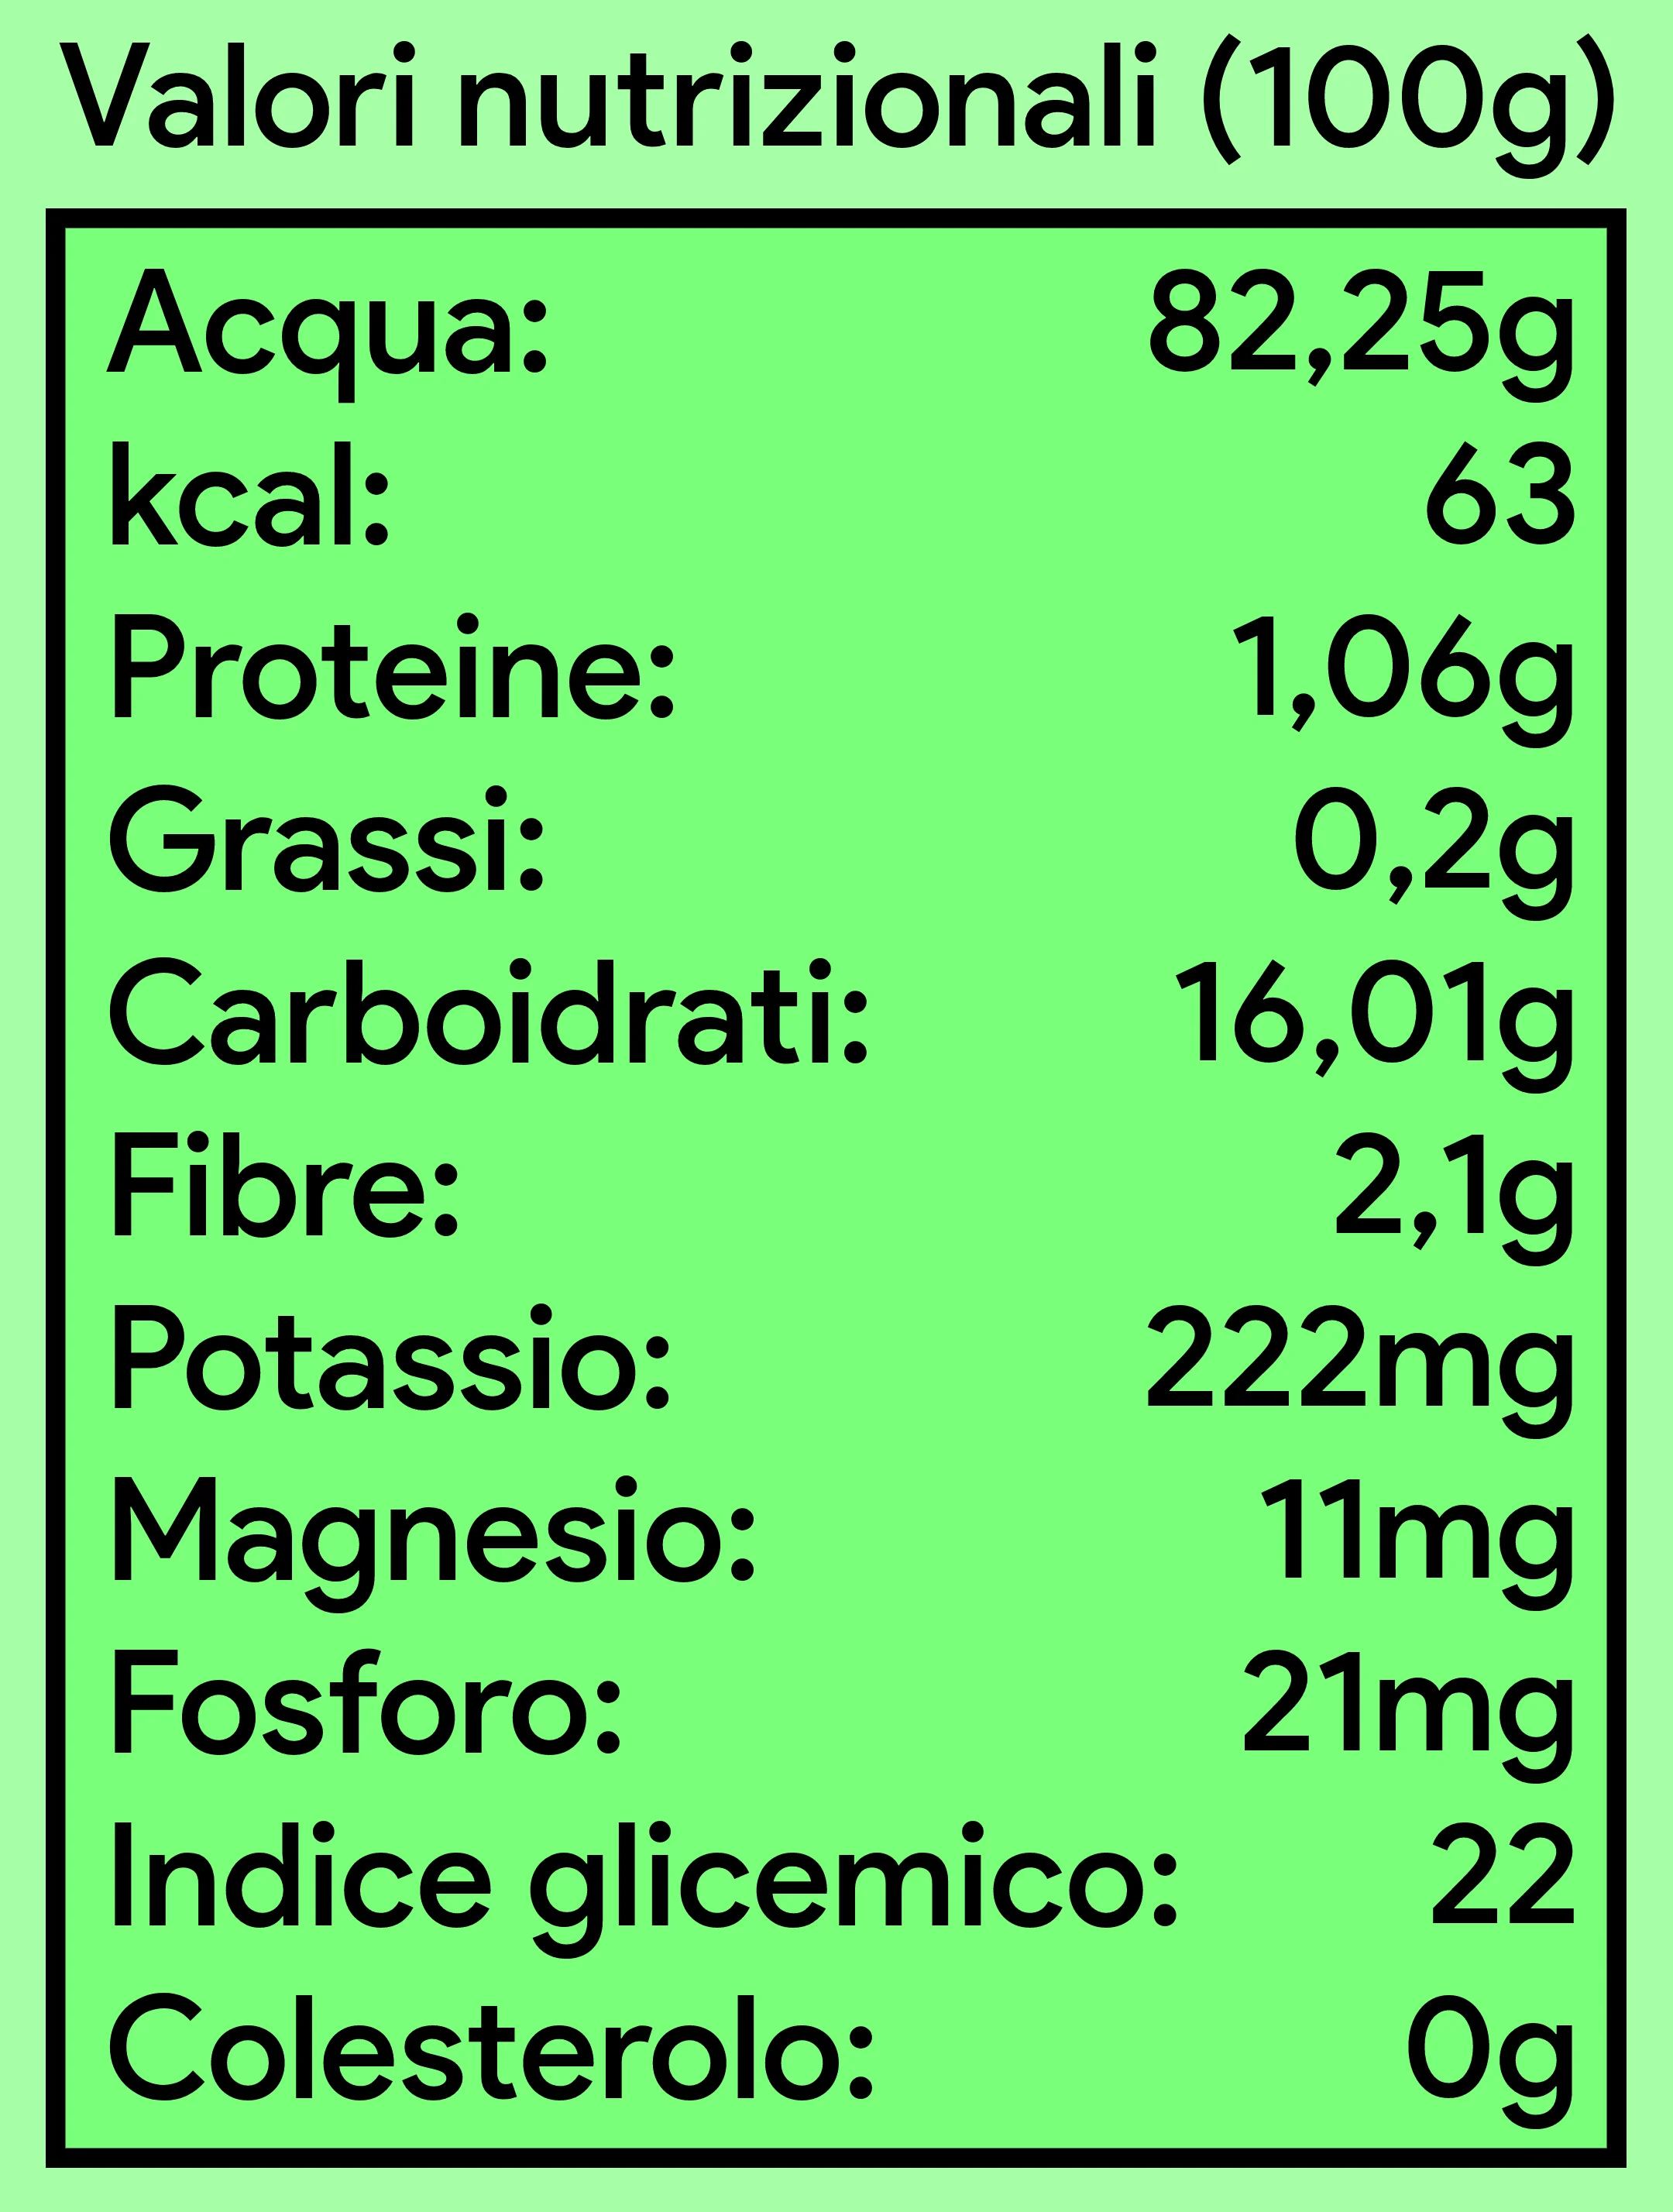 Valori nutrizionali (100g)
Acqua: 82,25g
kcal: 63
Proteine: 1,06g
Grassi: 0,2g
Carboidrati: 16,01g
Fibre: 2,1g
Potassio: 222mg
Magnesio: 11mg
Fosforo: 21mg
Indice glicemico: 22
Colesterolo: 0g